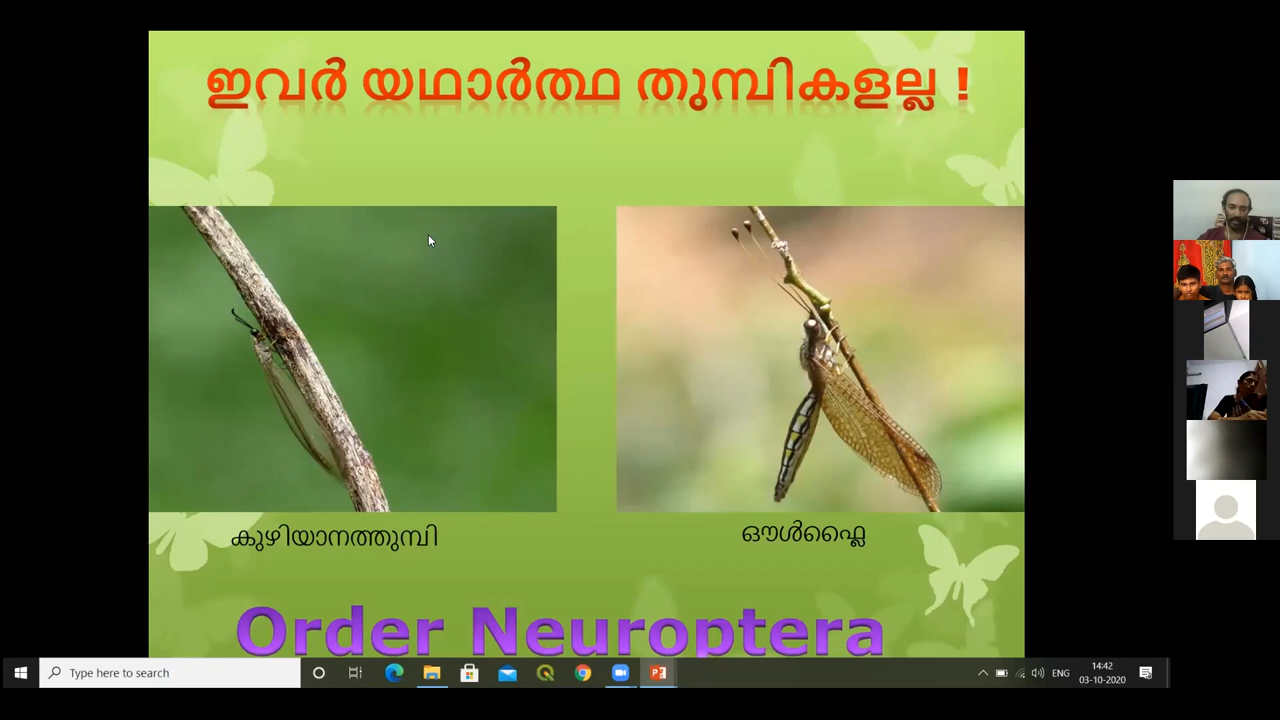 ഇവർ യഥാർത്ഥ തുമ്പികളല്ല !
കുഴിയാനത്തുമ്പി
ഔൾഫ്ലൈ
Order Neuroptera
Type here to search
ENG
14:42
03-10-2020